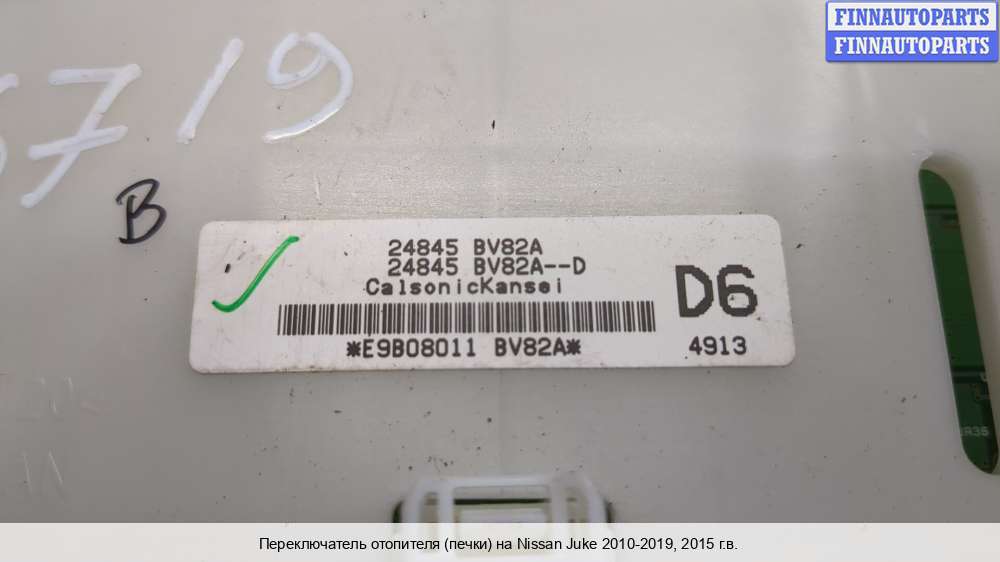 FINNAUTOPARTS
FINNAUTOPARTS
719
B
24845 BV82A
24845 BV82A--D
CalsonicKansei
D6
*E9B08011 BV82A*
4913
Переключатель отопителя (печки) на Nissan Juke 2010-2019, 2015 г.в.